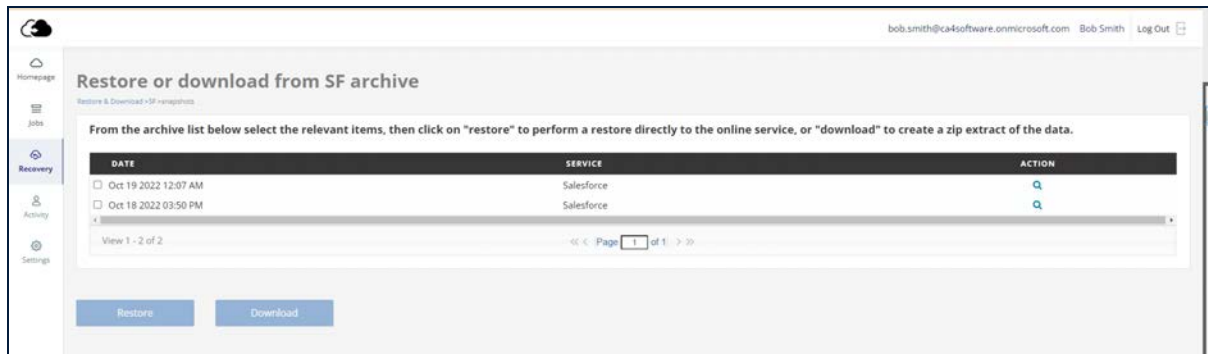 bob.smith@ca4software.onmicrosoft.com Bob Smith Log Out
Homepage
Jobs
Recovery
Activity
Settings
Restore or download from SF archive
Restore & Download >SF >snapshots
From the archive list below select the relevant items, then click on "restore" to perform a restore directly to the online service, or "download" to create a zip extract of the data.
DATE SERVICE ACTION
Oct 19 2022 12:07 AM Salesforce
Oct 18 2022 03:50 PM Salesforce
View 1 - 2 of 2 Page 1 of 1
Restore Download